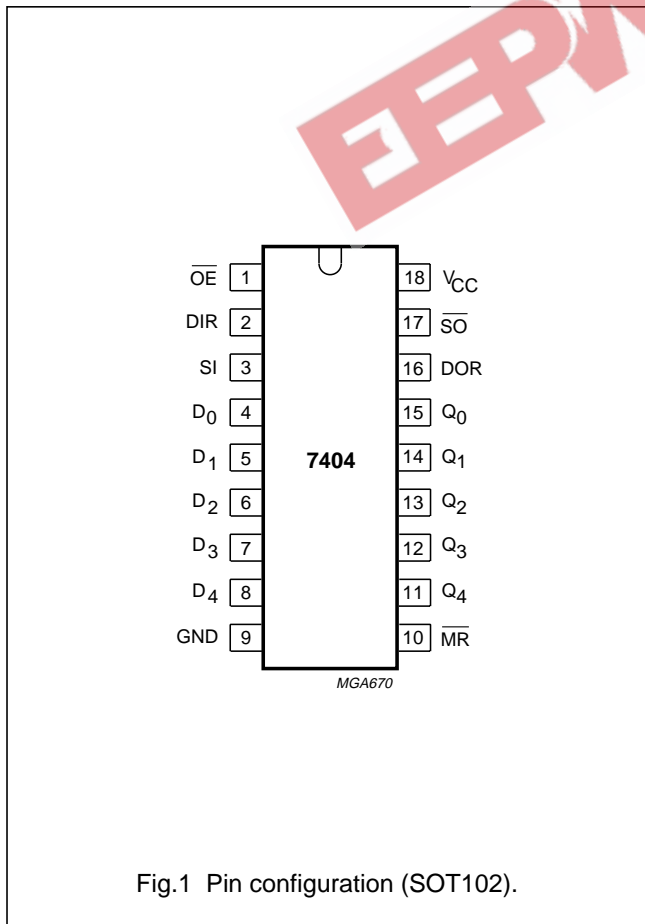 EEPW
OE 1 18 VCC
DIR 2 17 SO
SI 3 16 DOR
D0 4 15 Q0
D1 5 7404 14 Q1
D2 6 13 Q2
D3 7 12 Q3
D4 8 11 Q4
GND 9 10 MR
MGA670
Fig.1 Pin configuration (SOT102).